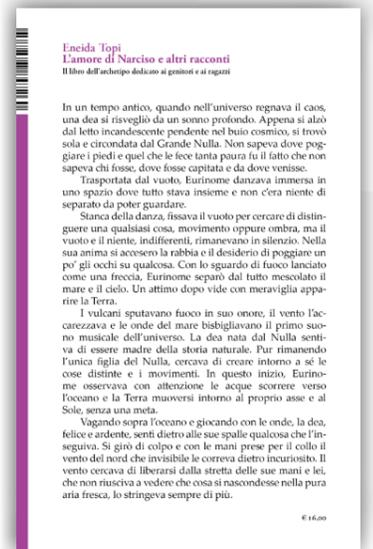 Eneida Topi
L'amore di Narciso e altri racconti
Il libro dell'archetipo dedicato ai genitori e ai ragazzi
In un tempo antico, quando nell'universo regnava il caos,
una dea si risvegliò da un sonno profondo. Appena si alzò
dal letto incandescente pendente nel buio cosmico, si trovò
sola e circondata dal Grande Nulla. Non sapeva dove pog-
giare i piedi e quel che le fece tanta paura fu il fatto che non
sapeva chi fosse, dove fosse capitata e da dove venisse.
Trasportata dal vuoto, Eurinome danzava immersa in
uno spazio dove tutto stava insieme e non c'era niente di
separato da poter guardare.
Stanca della danza, fissava il vuoto per cercare di distin-
guere una qualsiasi cosa, movimento oppure ombra, ma il
vuoto e il niente, indifferenti, rimanevano in silenzio. Nella
sua anima si accesero la rabbia e il desiderio di poggiare un
po' gli occhi su qualcosa. Con lo sguardo di fuoco lanciato
come una freccia, Eurinome separò dal tutto mescolato il
mare e il cielo. Un attimo dopo vide con meraviglia appa-
rire la Terra.
I vulcani sputavano fuoco in suo onore, il vento l'ac-
carezzava e le onde del mare bisbigliavano il primo suo-
no musicale dell'universo. La dea nata dal Nulla senti-
va di essere madre della storia naturale. Pur rimanendo
l'unica figlia del Nulla, cercava di creare intorno a sé le
cose distinte e i movimenti. In questo inizio, Eurino-
me osservava con attenzione le acque scorrere verso
l'oceano e la Terra muoversi intorno al proprio asse e al
Sole, senza una meta.
Vagando sopra l'oceano e giocando con le onde, la dea,
felice e ardente, sentì dietro alle sue spalle qualcosa che l'in-
seguiva. Si girò di colpo e con le mani prese per il collo il
vento del nord che invisibile le correva dietro incuriosito. Il
vento cercava di liberarsi dalla stretta delle sue mani e lei,
che non riusciva a vedere che cosa si nascondesse nella pura
aria fresca, lo stringeva sempre di più.
€ 16,00